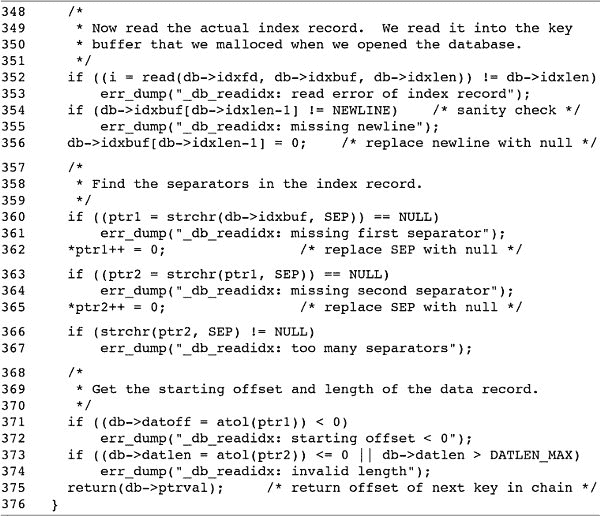 348     /*
349      * Now read the actual index record.  We read it into the key
350      * buffer that we malloced when we opened the database.
351      */
352     if ((i = read(db->idxfd, db->idxbuf, db->idxlen)) != db->idxlen)
353         err_dump("_db_readidx: read error of index record");
354     if (db->idxbuf[db->idxlen-1] != NEWLINE)    /* sanity check */
355         err_dump("_db_readidx: missing newline");
356     db->idxbuf[db->idxlen-1] = 0;    /* replace newline with null */
357     /*
358      * Find the separators in the index record.
359      */
360     if ((ptr1 = strchr(db->idxbuf, SEP)) == NULL)
361         err_dump("_db_readidx: missing first separator");
362     *ptr1++ = 0;                /* replace SEP with null */
363     if ((ptr2 = strchr(ptr1, SEP)) == NULL)
364         err_dump("_db_readidx: missing second separator");
365     *ptr2++ = 0;                /* replace SEP with null */
366     if (strchr(ptr2, SEP) != NULL)
367         err_dump("_db_readidx: too many separators");
368     /*
369      * Get the starting offset and length of the data record.
370      */
371     if ((db->datoff = atol(ptr1)) < 0)
372         err_dump("_db_readidx: starting offset < 0");
373     if ((db->datlen = atol(ptr2)) <= 0 || db->datlen > DATLEN_MAX)
374         err_dump("_db_readidx: invalid length");
375     return(db->ptrval);     /* return offset of next key in chain */
376 }